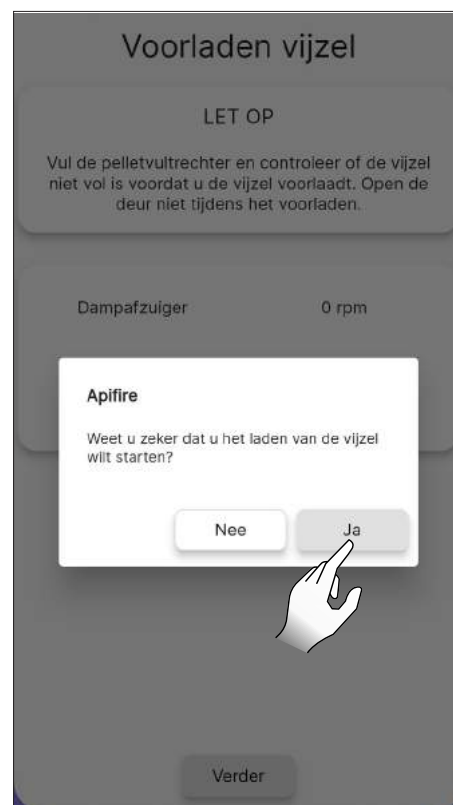 Voorladen vijzel
LET OP
Vul de pelletvultrechter en controleer of de vijzel
niet vol is voordat u de vijzel voorlaadt. Open de
deur niet tijdens het voorladen.
Dampafzuiger 0 rpm
Apifire
Weet u zeker dat u het laden van de vijzel
wilt starten?
Nee Ja
Verder